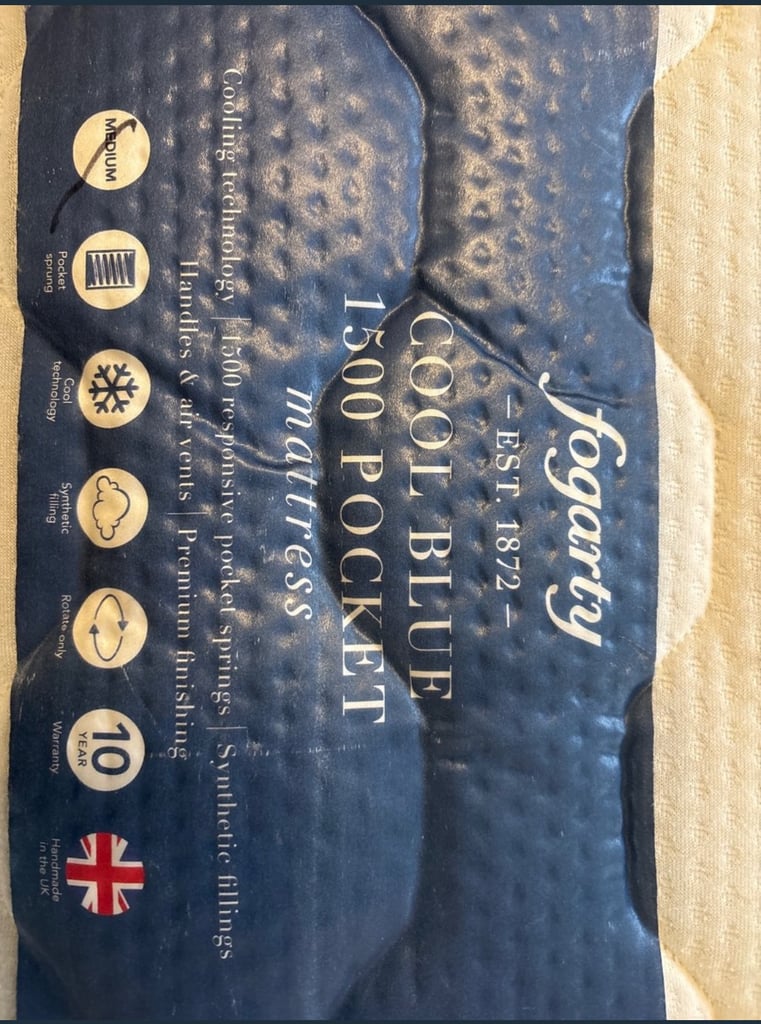 fogarty
— EST. 1872 —
COOL BLUE
1500 POCKET
mattress
Cooling technology | 1500 responsive pocket springs | Synthetic fillings
Handles & air vents | Premium finishing
MEDIUM
Pocket
sprung
Cool
technology
Synthetic
filling
Rotate only
10
YEAR
Warranty
Handmade
in the UK